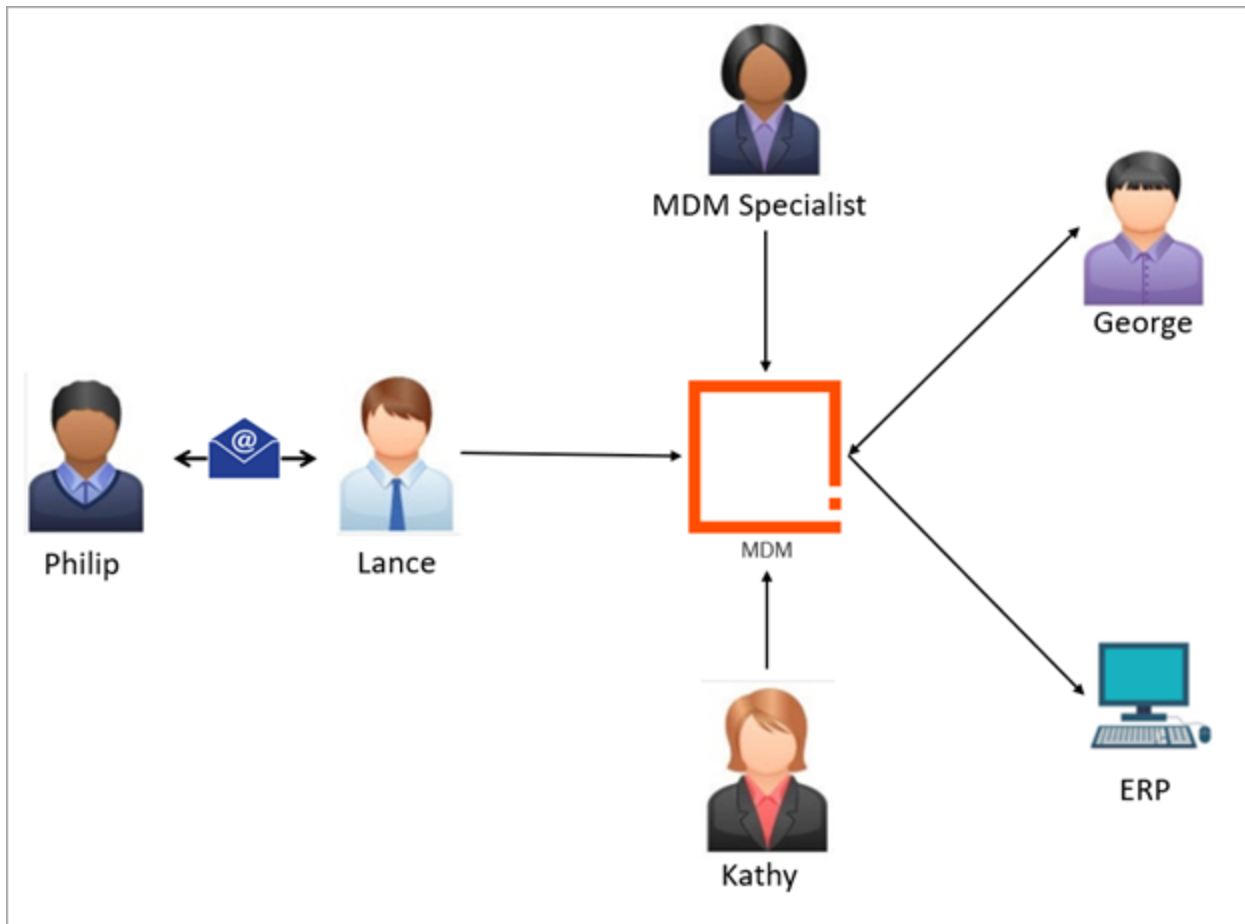 MDM Specialist
George
@
Philip
Lance
MDM
ERP
Kathy